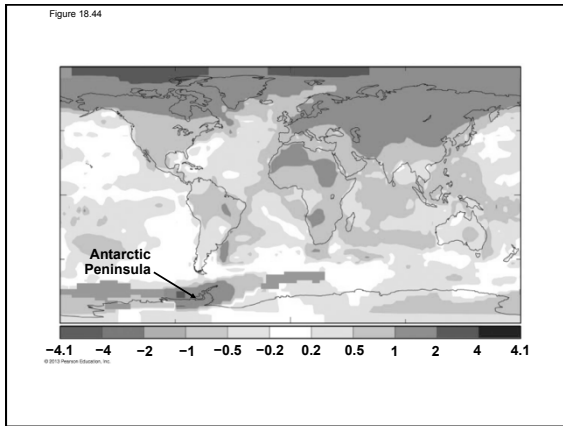 Figure 18.44
Antarctic
Peninsula
−4.1 −4 −2 −1 −0.5 −0.2 0.2 0.5 1 2 4 4.1
© 2013 Pearson Education, Inc.